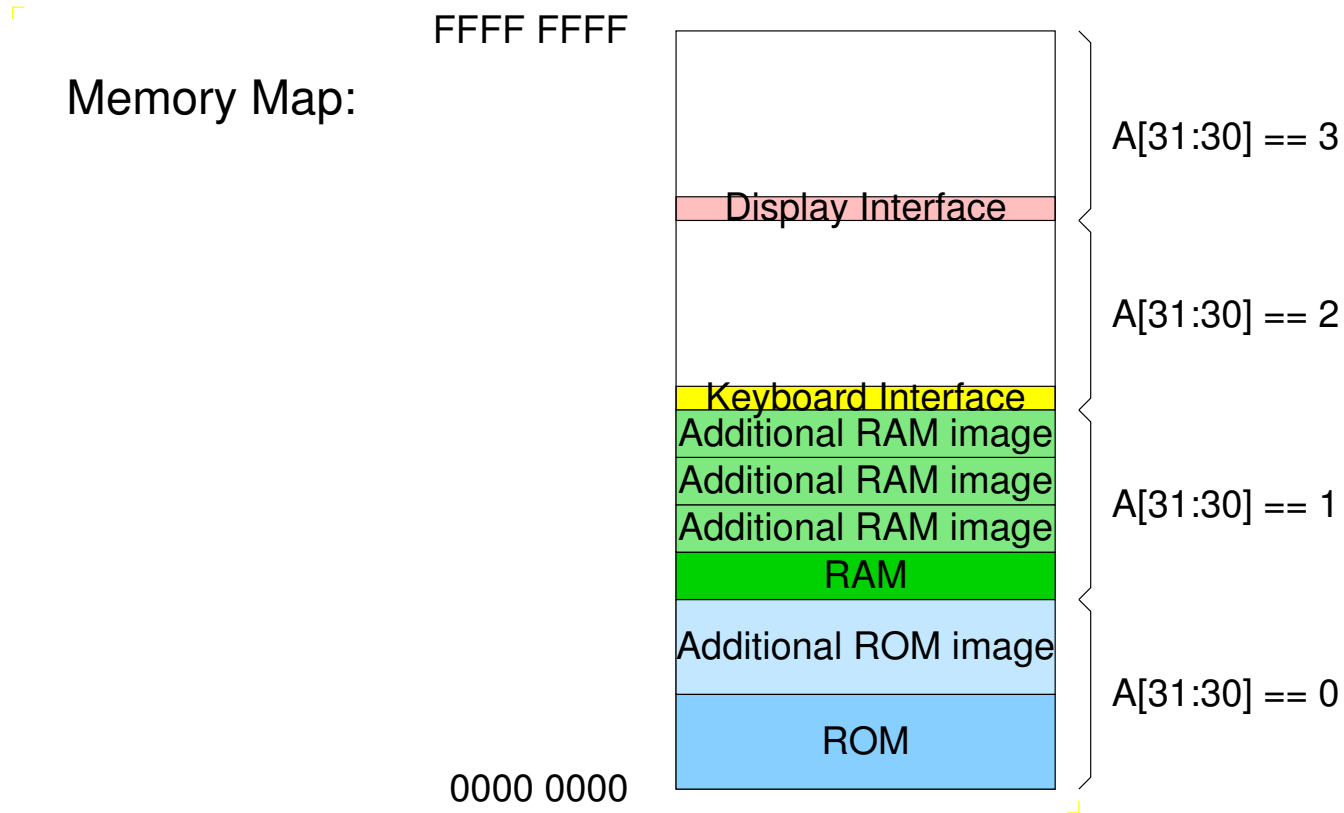 FFFF FFFF
Memory Map:
A[31:30] == 3
Display Interface
A[31:30] == 2
Keyboard Interface
Additional RAM image
Additional RAM image
A[31:30] == 1
Additional RAM image
RAM
Additional ROM image
A[31:30] == 0
ROM
0000 0000